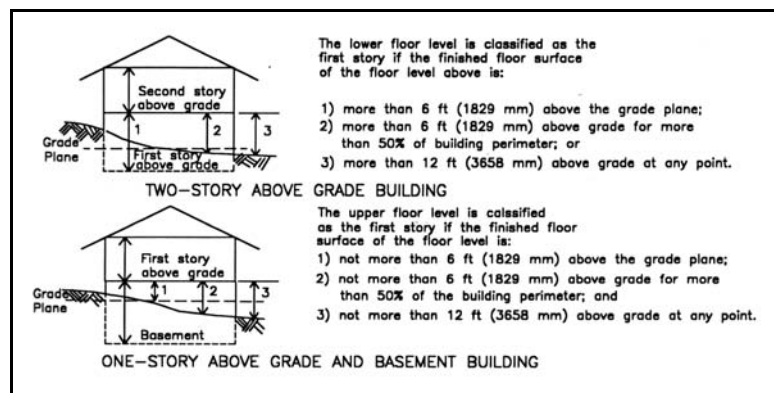 The lower floor level is classified as the
first story if the finished floor surface
of the floor level above is:
1) more than 6 ft (1829 mm) above the grade plane;
2) more than 6 ft (1829 mm) above grade for more
than 50% of building perimeter; or
3) more than 12 ft (3658 mm) above grade at any point.
Second story
above grade
1
2
3
Grade
Plane
First story
above grade
TWO-STORY ABOVE GRADE BUILDING
The upper floor level is calssified
as the first story if the finished floor
surface of the floor level is:
1) not more than 6 ft (1829 mm) above the grade plane;
2) not more than 6 ft (1829 mm) above grade for more
than 50% of the building perimeter; and
3) not more than 12 ft (3658 mm) above grade at any point.
First story
above grade
1
2
3
Grade
Plane
Basement
ONE-STORY ABOVE GRADE AND BASEMENT BUILDING